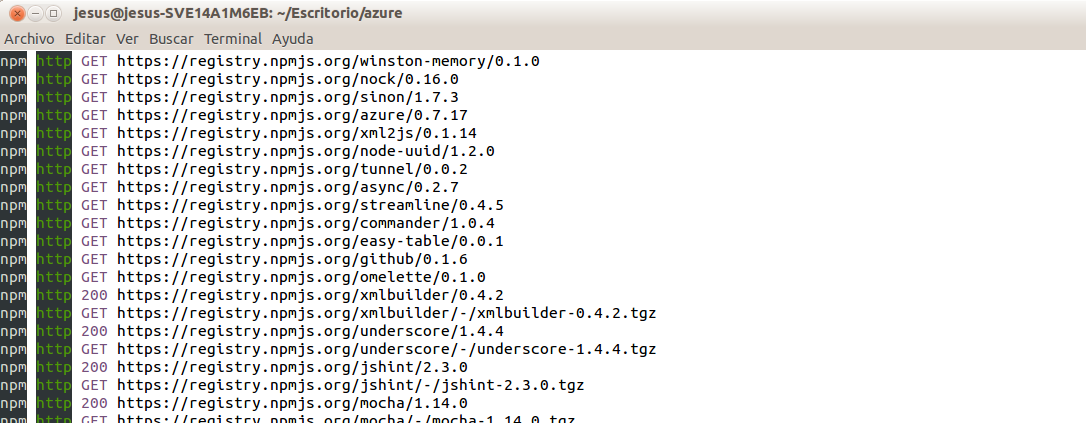 jesus@jesus-SVE14A1M6EB: ~/Escritorio/azure
Archivo Editar Ver Buscar Terminal Ayuda
npm http GET https://registry.npmjs.org/winston-memory/0.1.0
npm http GET https://registry.npmjs.org/nock/0.16.0
npm http GET https://registry.npmjs.org/sinon/1.7.3
npm http GET https://registry.npmjs.org/azure/0.7.17
npm http GET https://registry.npmjs.org/xml2js/0.1.14
npm http GET https://registry.npmjs.org/node-uuid/1.2.0
npm http GET https://registry.npmjs.org/tunnel/0.0.2
npm http GET https://registry.npmjs.org/async/0.2.7
npm http GET https://registry.npmjs.org/streamline/0.4.5
npm http GET https://registry.npmjs.org/commander/1.0.4
npm http GET https://registry.npmjs.org/easy-table/0.0.1
npm http GET https://registry.npmjs.org/github/0.1.6
npm http GET https://registry.npmjs.org/omelette/0.1.0
npm http 200 https://registry.npmjs.org/xmlbuilder/0.4.2
npm http GET https://registry.npmjs.org/xmlbuilder/-/xmlbuilder-0.4.2.tgz
npm http 200 https://registry.npmjs.org/underscore/1.4.4
npm http GET https://registry.npmjs.org/underscore/-/underscore-1.4.4.tgz
npm http 200 https://registry.npmjs.org/jshint/2.3.0
npm http GET https://registry.npmjs.org/jshint/-/jshint-2.3.0.tgz
npm http 200 https://registry.npmjs.org/mocha/1.14.0
npm http GET https://registry.npmjs.org/mocha/-/mocha-1.14.0.tgz